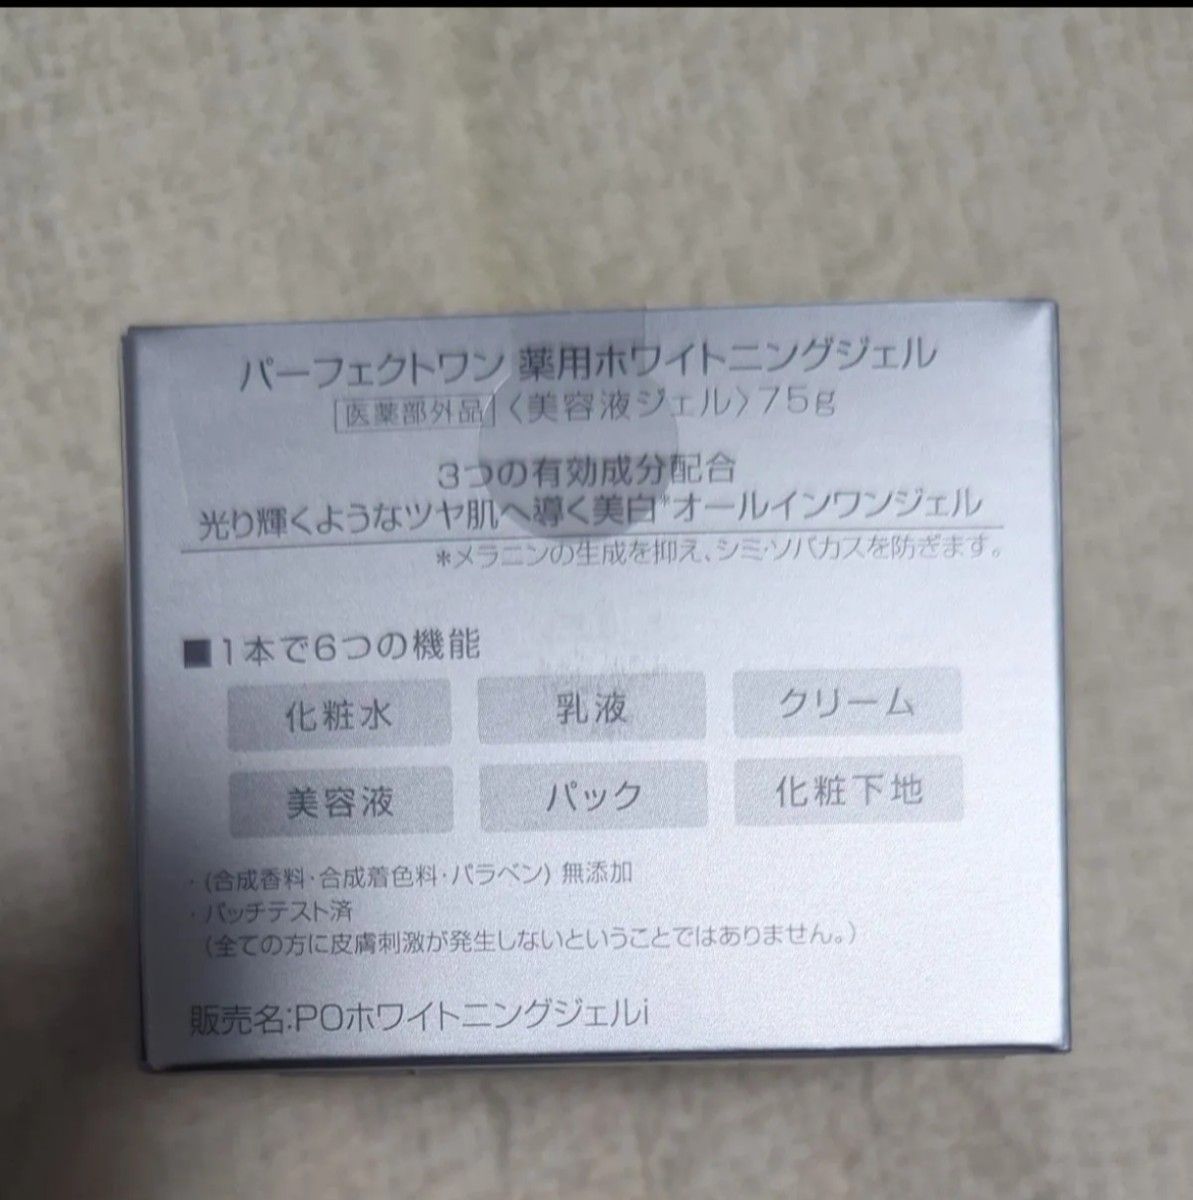 パーフェクトワン 薬用ホワイトニングジェル
医薬部外品 〈美容液ジェル〉75g
3つの有効成分配合
光り輝くようなツヤ肌へ導く美白*オールインワンジェル
*メラニンの生成を抑え、シミ・ソバカスを防ぎます。
■1本で6つの機能
化粧水 乳液 クリーム
美容液 パック 化粧下地
・(合成香料・合成着色料・パラベン) 無添加
・パッチテスト済
(全ての方に皮膚刺激が発生しないということではありません。)
販売名:POホワイトニングジェルi